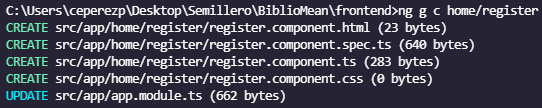 C:\Users\ceperezp\Desktop\Semillero\BiblioMean\frontend>ng g c home/register
CREATE src/app/home/register/register.component.html (23 bytes)
CREATE src/app/home/register/register.component.spec.ts (640 bytes)
CREATE src/app/home/register/register.component.ts (283 bytes)
CREATE src/app/home/register/register.component.css (0 bytes)
UPDATE src/app/app.module.ts (662 bytes)